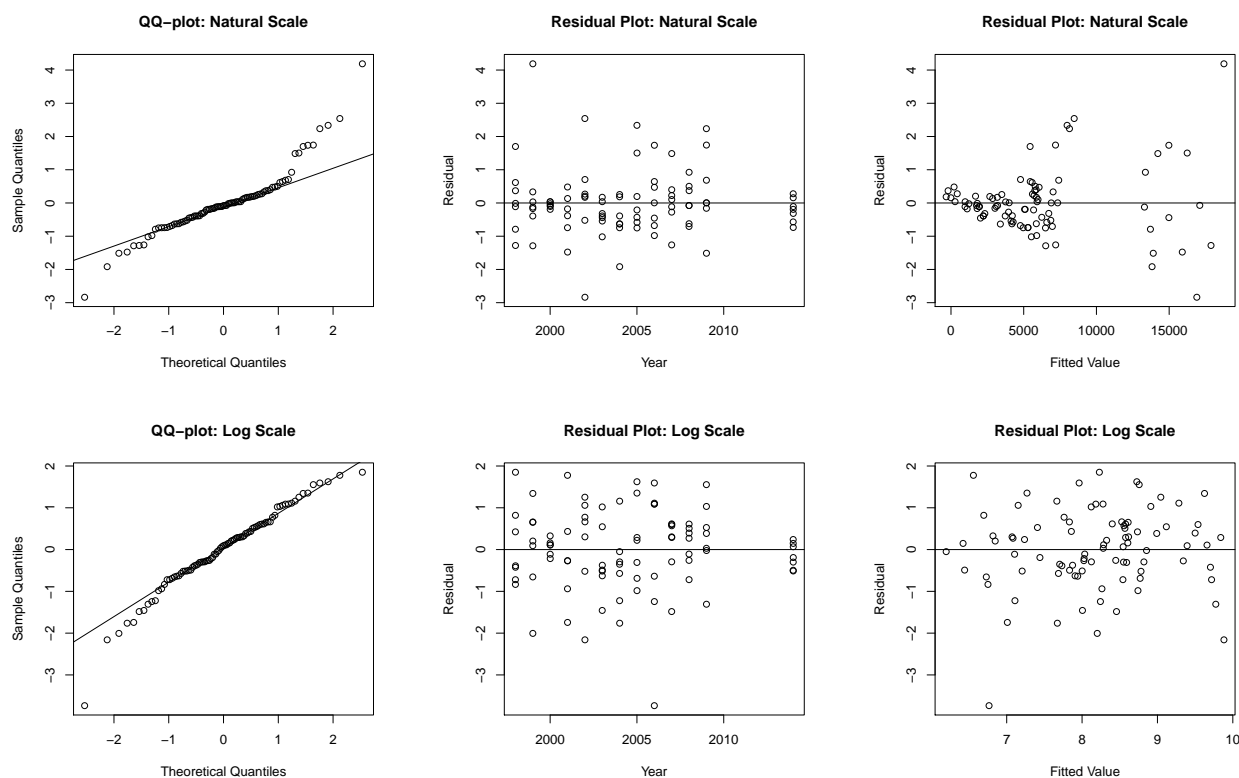 QQ−plot: Natural Scale
Sample Quantiles
4
3
2
1
0
−1
−2
−3
−2 −1 0 1 2
Theoretical Quantiles
Residual Plot: Natural Scale
Residual
4
3
2
1
0
−1
−2
−3
2000 2005 2010
Year
Residual Plot: Natural Scale
Residual
4
3
2
1
0
−1
−2
−3
0 5000 10000 15000
Fitted Value
QQ−plot: Log Scale
Sample Quantiles
2
1
0
−1
−2
−3
−2 −1 0 1 2
Theoretical Quantiles
Residual Plot: Log Scale
Residual
2
1
0
−1
−2
−3
2000 2005 2010
Year
Residual Plot: Log Scale
Residual
2
1
0
−1
−2
−3
7 8 9 10
Fitted Value